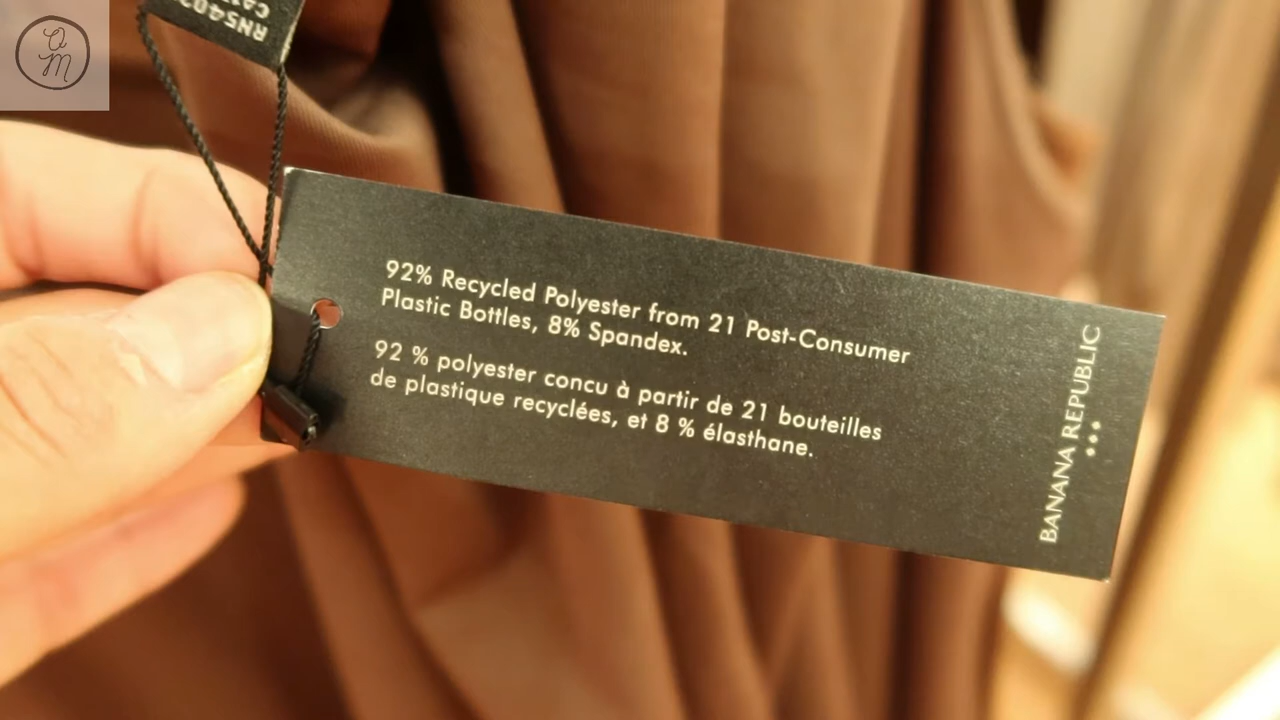 92% Recycled Polyester from 21 Post-Consumer
Plastic Bottles, 8% Spandex.
92 % polyester concu à partir de 21 bouteilles
de plastique recyclées, et 8 % élasthane.
BANANA REPUBLIC